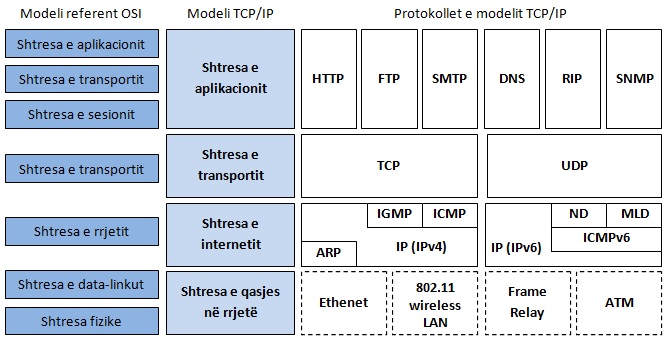 Modeli referent OSI
Modeli TCP/IP
Protokollet e modelit TCP/IP
Shtresa e aplikacionit
Shtresa e transportit
Shtresa e sesionit
Shtresa e
aplikacionit
HTTP
FTP
SMTP
DNS
RIP
SNMP
Shtresa e transportit
Shtresa e
transportit
TCP
UDP
Shtresa e rrjetit
Shtresa e
internetit
IGMP
ICMP
ARP
IP (IPv4)
IP (IPv6)
ND
MLD
ICMPv6
Shtresa e data-linkut
Shtresa fizike
Shtresa e qasjes
në rrjetë
Ethenet
802.11
wireless
LAN
Frame
Relay
ATM